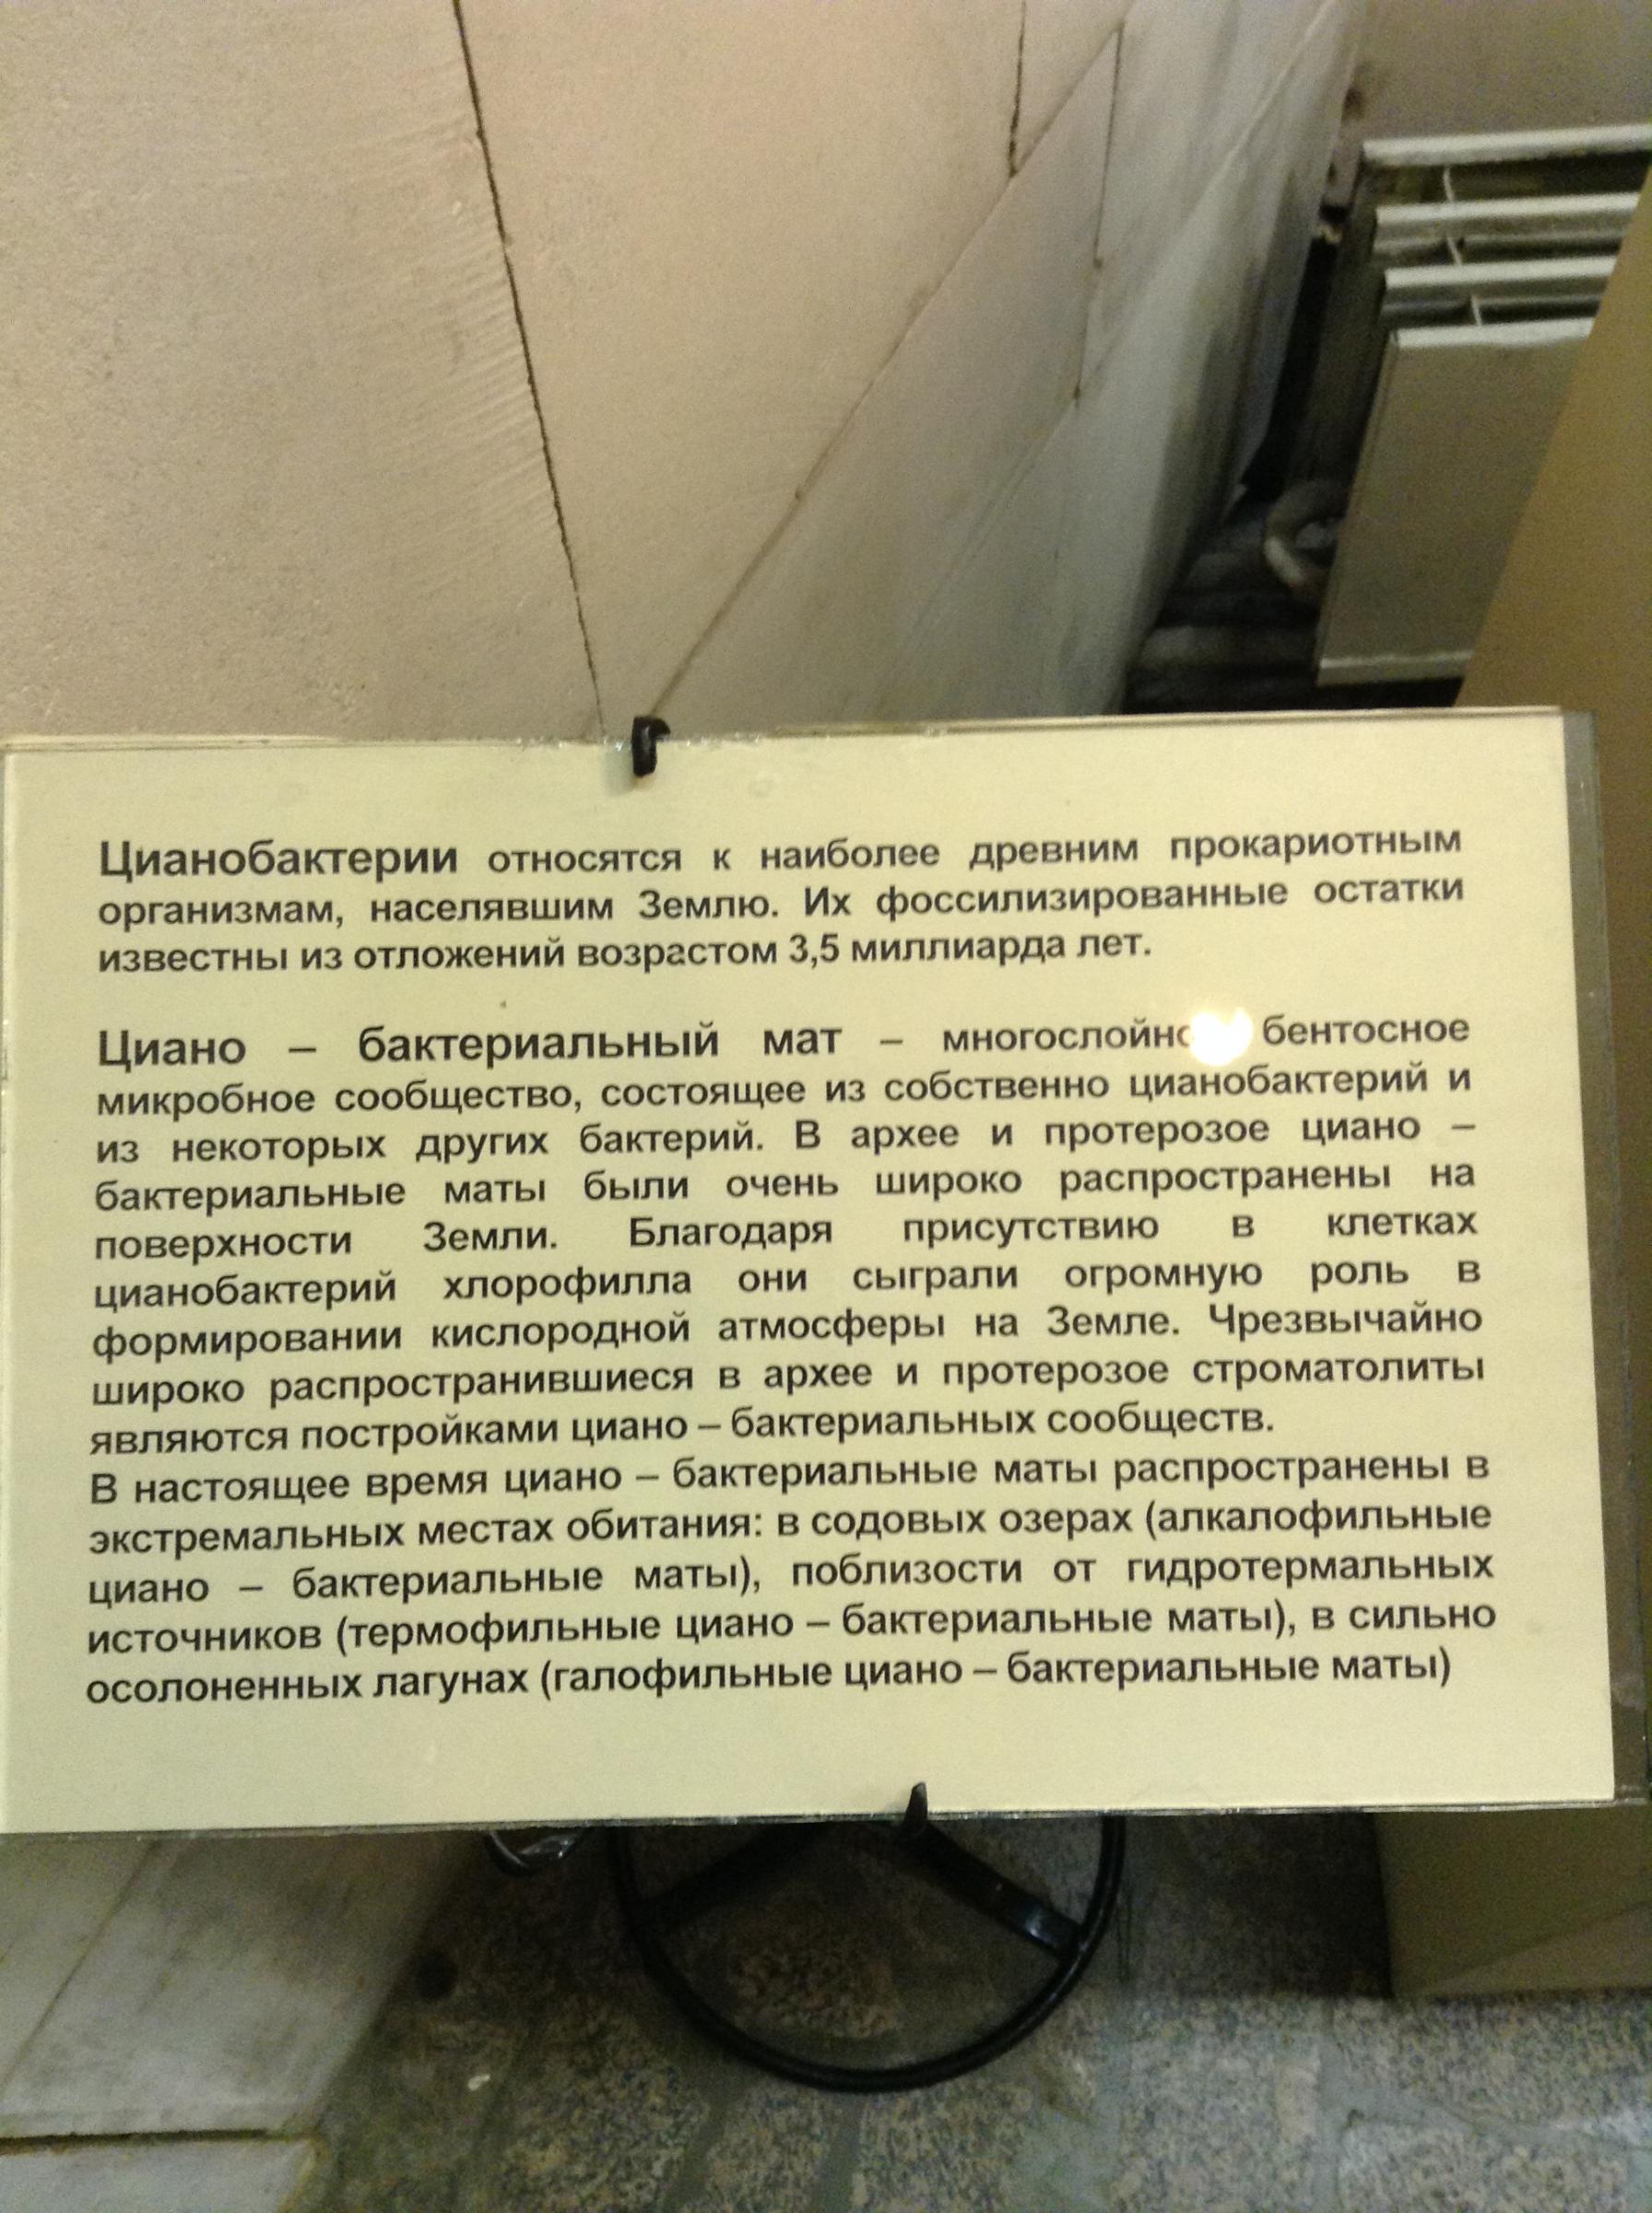 Цианобактерии относятся к наиболее древним прокариотным
организмам, населявшим Землю. Их фоссилизированные остатки
известны из отложений возрастом 3,5 миллиарда лет.
Циано – бактериальный мат – бентосное
микробное сообщество, состоящее из собственно цианобактерий и
из некоторых других бактерий. В архее и протерозое циано –
бактериальные маты были очень широко распространены на
поверхности Земли. Благодаря присутствию в клетках
цианобактерий хлорофилла они сыграли огромную роль в
формировании кислородной атмосферы на Земле. Чрезвычайно
широко распространившиеся в архее и протерозое строматолиты
являются постройками циано – бактериальных сообществ.
В настоящее время циано – бактериальные маты распространены в
экстремальных местах обитания: в содовых озерах (алкалофильные
циано – бактериальные маты), поблизости от гидротермальных
источников (термофильные циано – бактериальные маты), в сильно
осолоненных лагунах (галофильные циано – бактериальные маты)